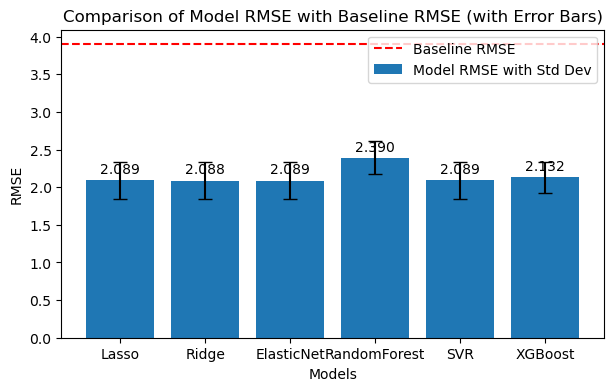 Comparison of Model RMSE with Baseline RMSE (with Error Bars)
4.0
3.5
3.0
2.5
2.0
1.5
1.0
0.5
0.0
RMSE
Baseline RMSE
Model RMSE with Std Dev
2.089
2.088
2.089
2.390
2.089
2.132
Lasso
Ridge
ElasticNet
RandomForest
SVR
XGBoost
Models